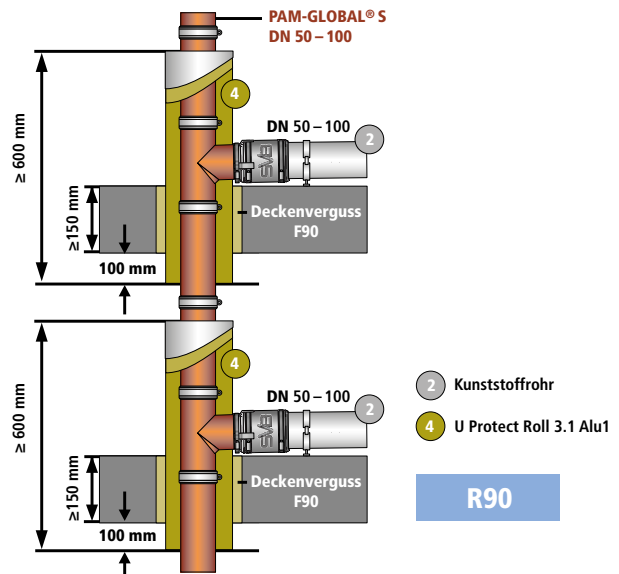 PAM-GLOBAL® S
DN 50 – 100
4
DN 50 – 100
2
≥ 600 mm
SVB
≥150 mm
Deckenverguss
F90
100 mm
4
DN 50 – 100
2
≥ 600 mm
SVB
≥150 mm
Deckenverguss
F90
100 mm
2 Kunststoffrohr
4 U Protect Roll 3.1 Alu1
R90